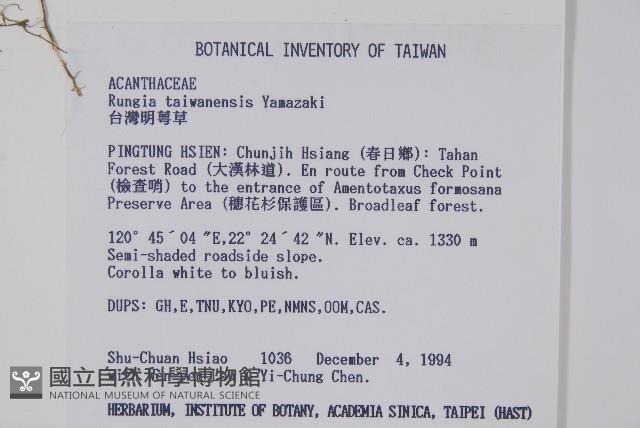 BOTANICAL INVENTORY OF TAIWAN
ACANTHACEAE
Rungia taiwanensis Yamazaki
台灣明萼草
PINGTUNG HSIEN: Chunjih Hsiang (春日鄉): Tahan
Forest Road (大漢林道). En route from Check Point
(檢查哨) to the entrance of Amentotaxus formosana
Preserve Area (穗花杉保護區). Broadleaf forest.
120° 45´ 04 ˝E,22° 24´ 42 ˝N. Elev. ca. 1330 m
Semi-shaded roadside slope.
Corolla white to bluish.
DUPS: GH,E,TNU,KYO,PE,NMNS,OOM,CAS.
Shu-Chuan Hsiao 1036 December 4, 1994
Yi-Chung Chen.
國立自然科學博物館
NATIONAL MUSEUM OF NATURAL SCIENCE
HERBARIUM, INSTITUTE OF BOTANY, ACADEMIA SINICA, TAIPEI (HAST)